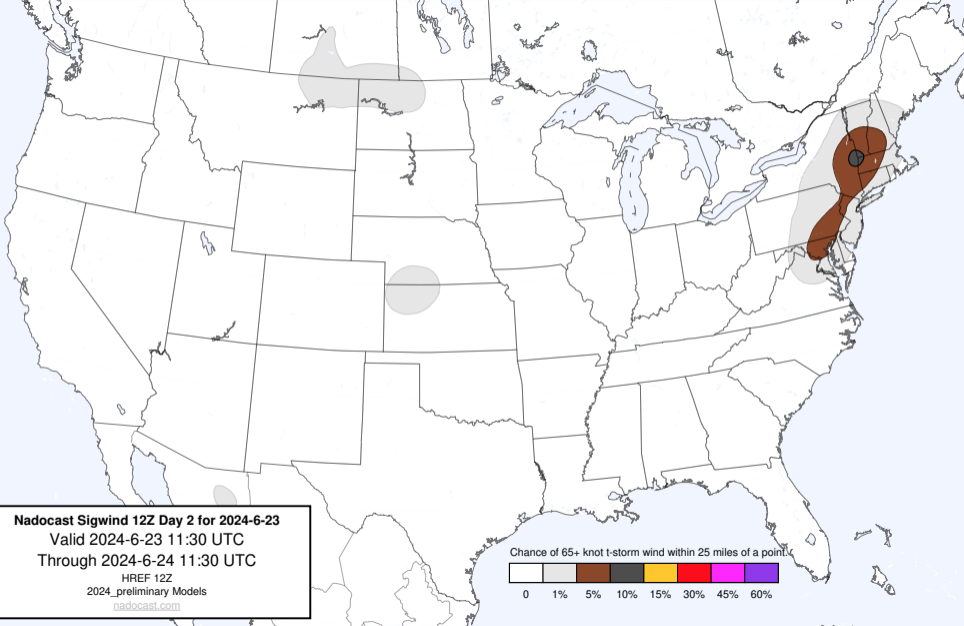 Nadocast Sigwind 12Z Day 2 for 2024-6-23
Valid 2024-6-23 11:30 UTC
Through 2024-6-24 11:30 UTC
HREF 12Z
2024_preliminary Models
nadocast.com
Chance of 65+ knot t-storm wind within 25 miles of a point.
0 1% 5% 10% 15% 30% 45% 60%